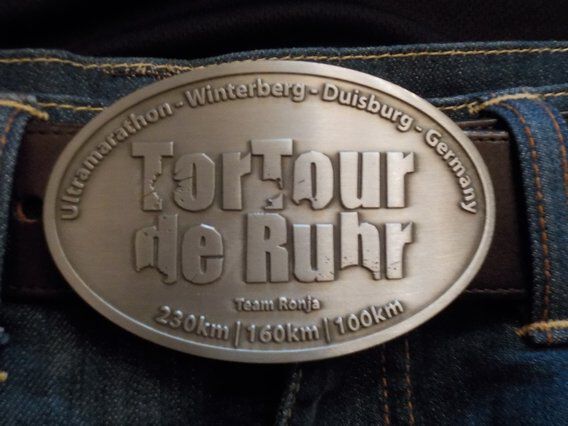 Ultramarathon - Winterberg - Duisburg - Germany
TorTour
de Ruhr
Team Ronja
230km | 160km | 100km